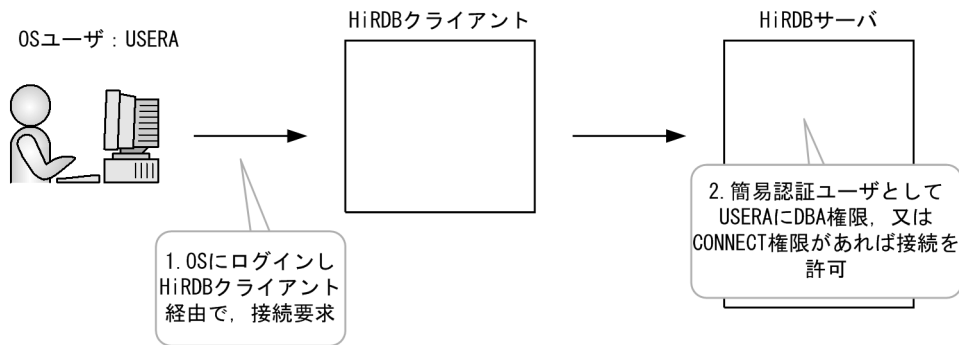 HiRDBクライアント
HiRDBサーバ
OSユーザ：USERA
2.簡易認証ユーザとして
USERAにDBA権限，又は
CONNECT権限があれば接続を
許可
1.OSにログインし
HiRDBクライアント
経由で，接続要求